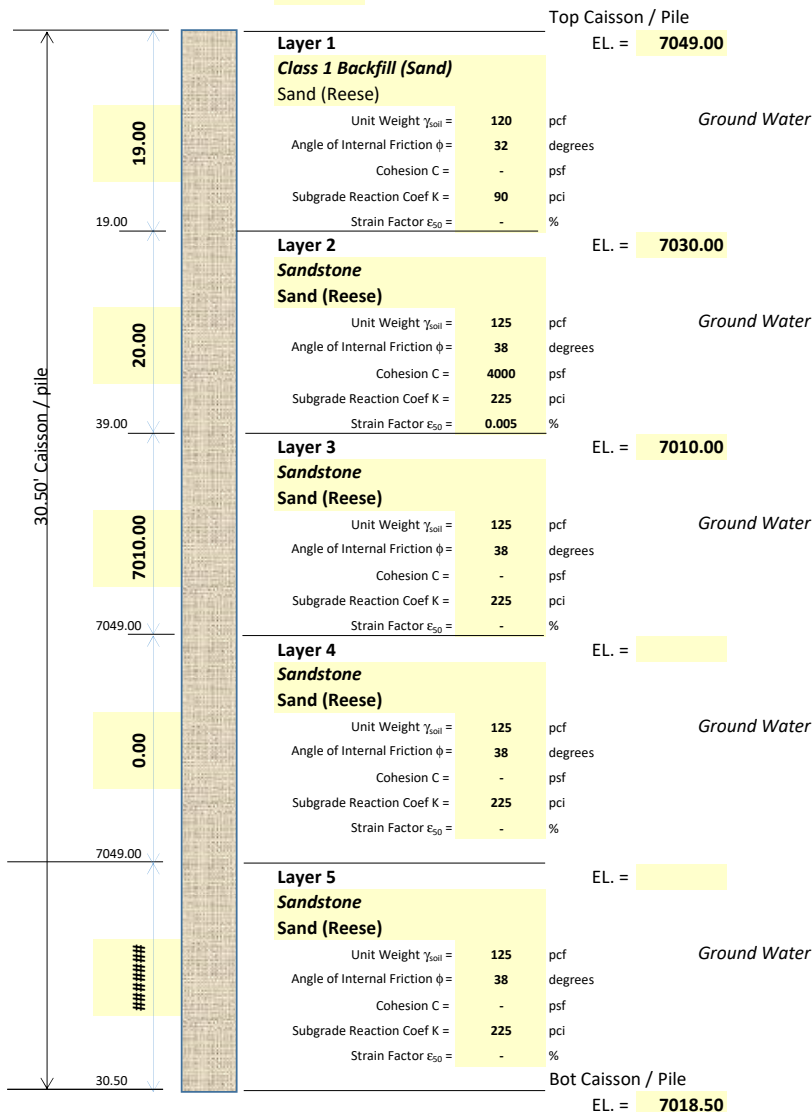 Top Caisson / Pile
Layer 1 EL. = 7049.00
Class 1 Backfill (Sand)
Sand (Reese)
Unit Weight γsoil = 120 pcf Ground Water
19.00
Angle of Internal Friction ϕ = 32 degrees
Cohesion C = - psf
Subgrade Reaction Coef K = 90 pci
19.00 Strain Factor ε50 = - %
Layer 2 EL. = 7030.00
Sandstone
Sand (Reese)
Unit Weight γsoil = 125 pcf Ground Water
20.00
Angle of Internal Friction ϕ = 38 degrees
Cohesion C = 4000 psf
Subgrade Reaction Coef K = 225 pci
39.00 Strain Factor ε50 = 0.005 %
30.50' Caisson / pile
Layer 3 EL. = 7010.00
Sandstone
Sand (Reese)
Unit Weight γsoil = 125 pcf Ground Water
7010.00
Angle of Internal Friction ϕ = 38 degrees
Cohesion C = - psf
Subgrade Reaction Coef K = 225 pci
7049.00 Strain Factor ε50 = - %
Layer 4 EL. =
Sandstone
Sand (Reese)
Unit Weight γsoil = 125 pcf Ground Water
0.00
Angle of Internal Friction ϕ = 38 degrees
Cohesion C = - psf
Subgrade Reaction Coef K = 225 pci
Strain Factor ε50 = - %
7049.00
Layer 5 EL. =
Sandstone
Sand (Reese)
Unit Weight γsoil = 125 pcf Ground Water
#######
Angle of Internal Friction ϕ = 38 degrees
Cohesion C = - psf
Subgrade Reaction Coef K = 225 pci
Strain Factor ε50 = - %
30.50 Bot Caisson / Pile
EL. = 7018.50